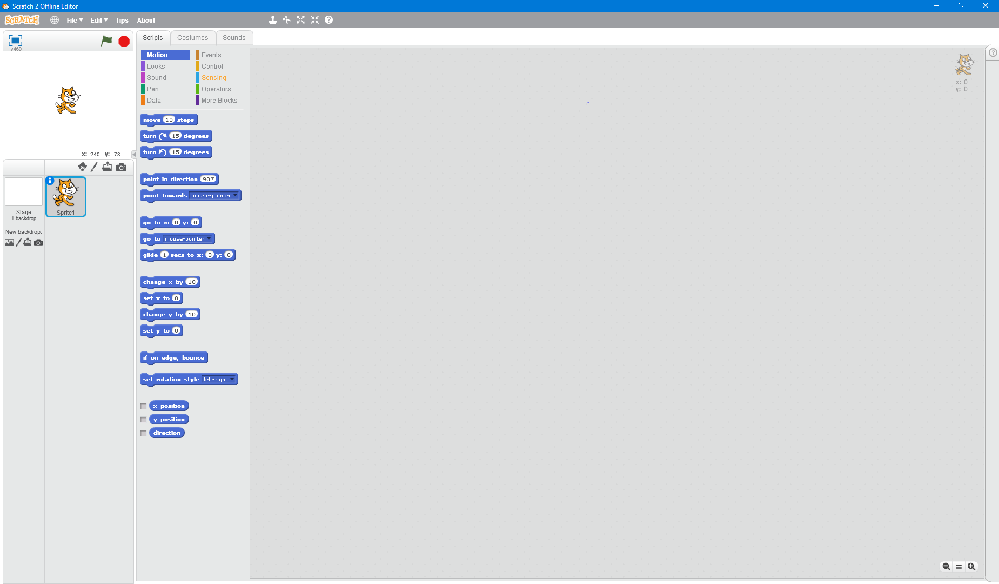 Scratch 2 Offline Editor
SCRATCH File Edit Tips About
v460
Scripts Costumes Sounds
Motion Events
Looks Control
Sound Sensing
Pen Operators
Data More Blocks
x: 0
y: 0
move 10 steps
turn 15 degrees
turn 15 degrees
x: 240 y: 78
point in direction 90
point towards mouse-pointer
Sprite1
Stage
1 backdrop
New backdrop:
go to x: 0 y: 0
go to mouse-pointer
glide 1 secs to x: 0 y: 0
change x by 10
set x to 0
change y by 10
set y to 0
if on edge, bounce
set rotation style left-right
x position
y position
direction